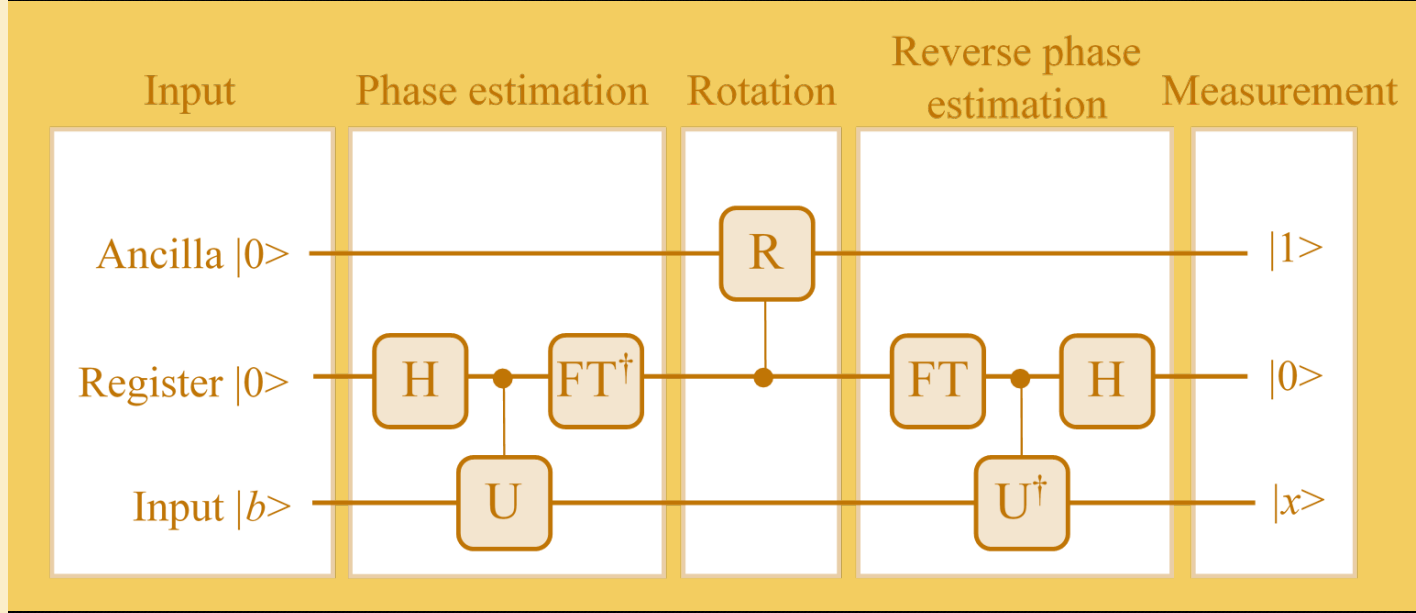 Input
Phase estimation
Rotation
Reverse phase
estimation
Measurement
Ancilla |0>
R
|1>
Register |0>
H
FT†
FT
H
|0>
Input |b>
U
U†
|x>